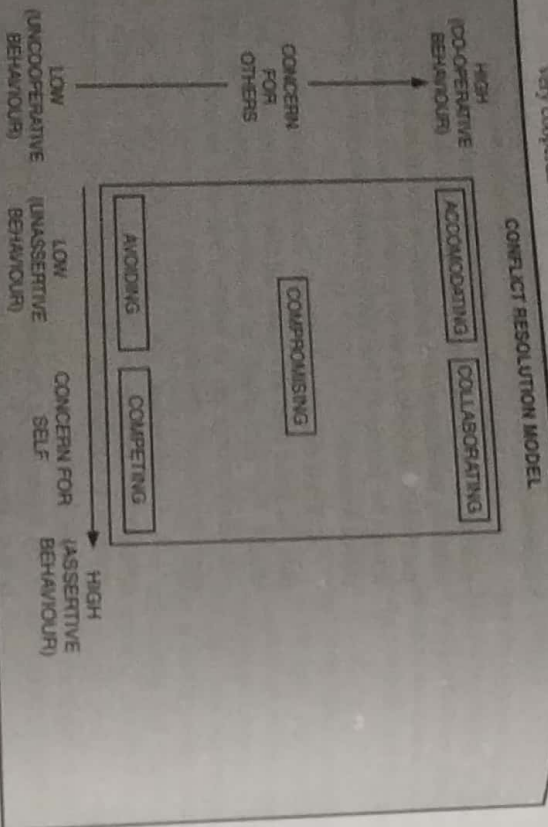 CONFLICT RESOLUTION MODEL
HIGH
(CO-OPERATIVE
BEHAVIOUR)
CONCERN
FOR
OTHERS
LOW
(UNCOOPERATIVE
BEHAVIOUR)
ACCOMODATING
COLLABORATING
COMPROMISING
AVOIDING
COMPETING
LOW
(UNASSERTIVE
BEHAVIOUR)
CONCERN FOR
SELF
HIGH
(ASSERTIVE
BEHAVIOUR)